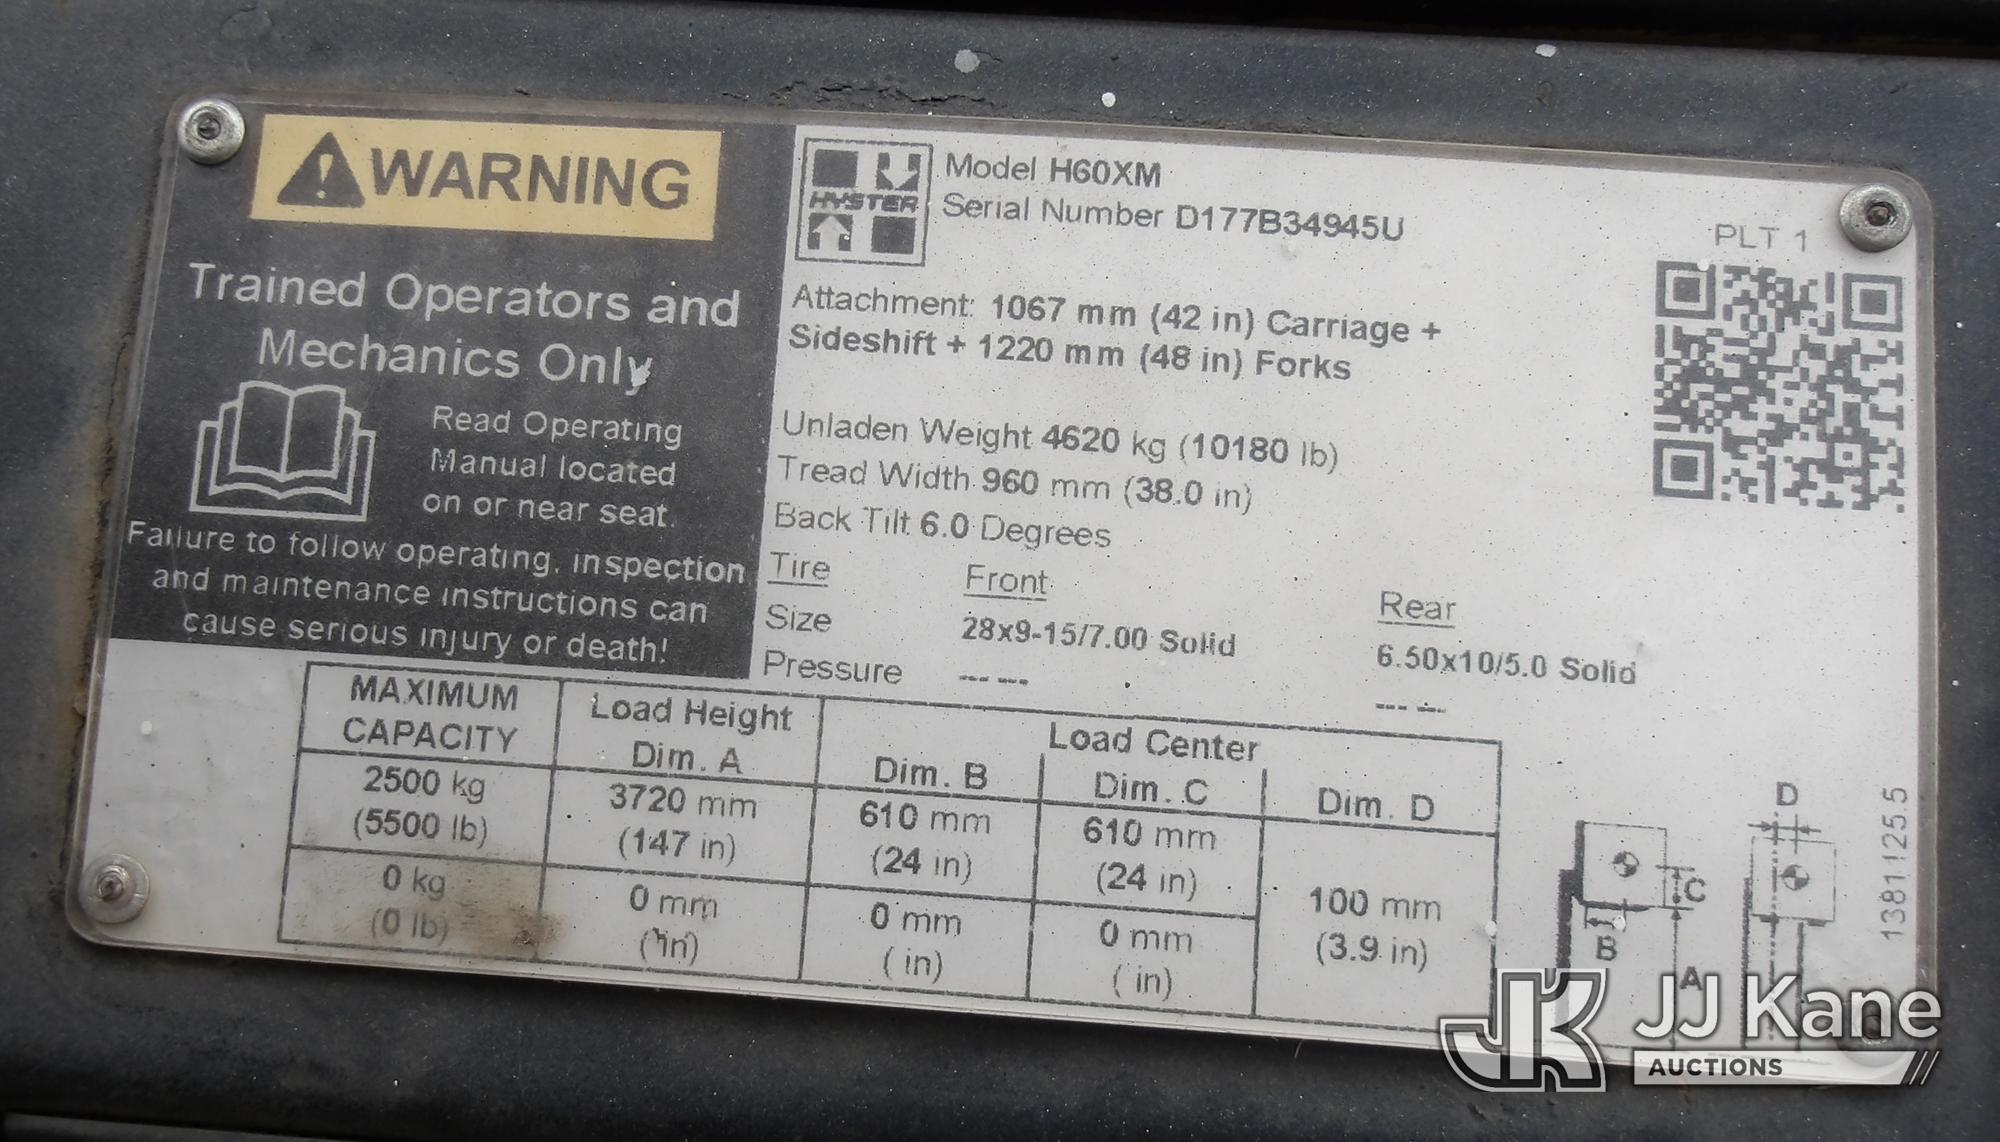 WARNING
Trained Operators and
Mechanics Only
Read Operating
Manual located
on or near seat.
Failure to follow operating, inspection
and maintenance instructions can
cause serious injury or death!
HYSTER
Model H60XM
Serial Number D177B34945U
PLT 1
Attachment: 1067 mm (42 in) Carriage +
Sideshift + 1220 mm (48 in) Forks
Unladen Weight 4620 kg (10180 lb)
Tread Width 960 mm (38.0 in)
Back Tilt 6.0 Degrees
Tire Front Rear
Size 28x9-15/7.00 Solid 6.50x10/5.0 Solid
Pressure --- --- --- ---
MAXIMUM
CAPACITY
Load Height
Dim. A
Load Center
Dim. B Dim. C Dim. D
2500 kg 3720 mm 610 mm 610 mm
(5500 lb) (147 in) (24 in) (24 in)
100 mm
(3.9 in)
0 kg 0 mm 0 mm 0 mm
(0 lb) ( in) ( in) ( in)
D
C
B
A
1381125.5
JK JJ Kane
AUCTIONS